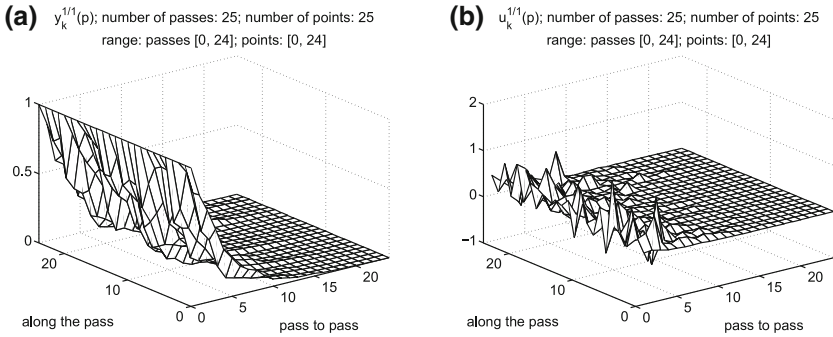 (a) y_k^{1/1}(p); number of passes: 25; number of points: 25
range: passes [0, 24]; points: [0, 24]
1
0.5
0
20
10
0
0
5
10
15
20
along the pass
pass to pass
(b) u_k^{1/1}(p); number of passes: 25; number of points: 25
range: passes [0, 24]; points: [0, 24]
2
1
0
−1
20
10
0
0
5
10
15
20
along the pass
pass to pass